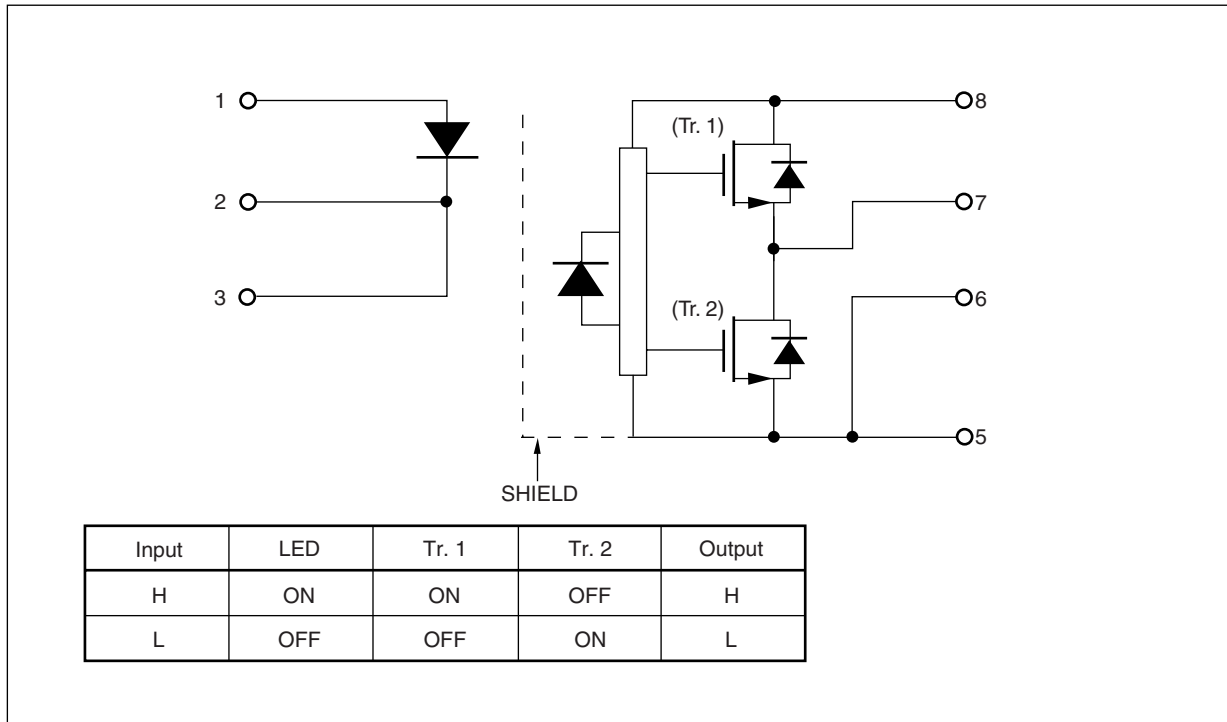 1
8
(Tr. 1)
2
7
3
6
(Tr. 2)
5
SHIELD
Input LED Tr. 1 Tr. 2 Output
H ON ON OFF H
L OFF OFF ON L